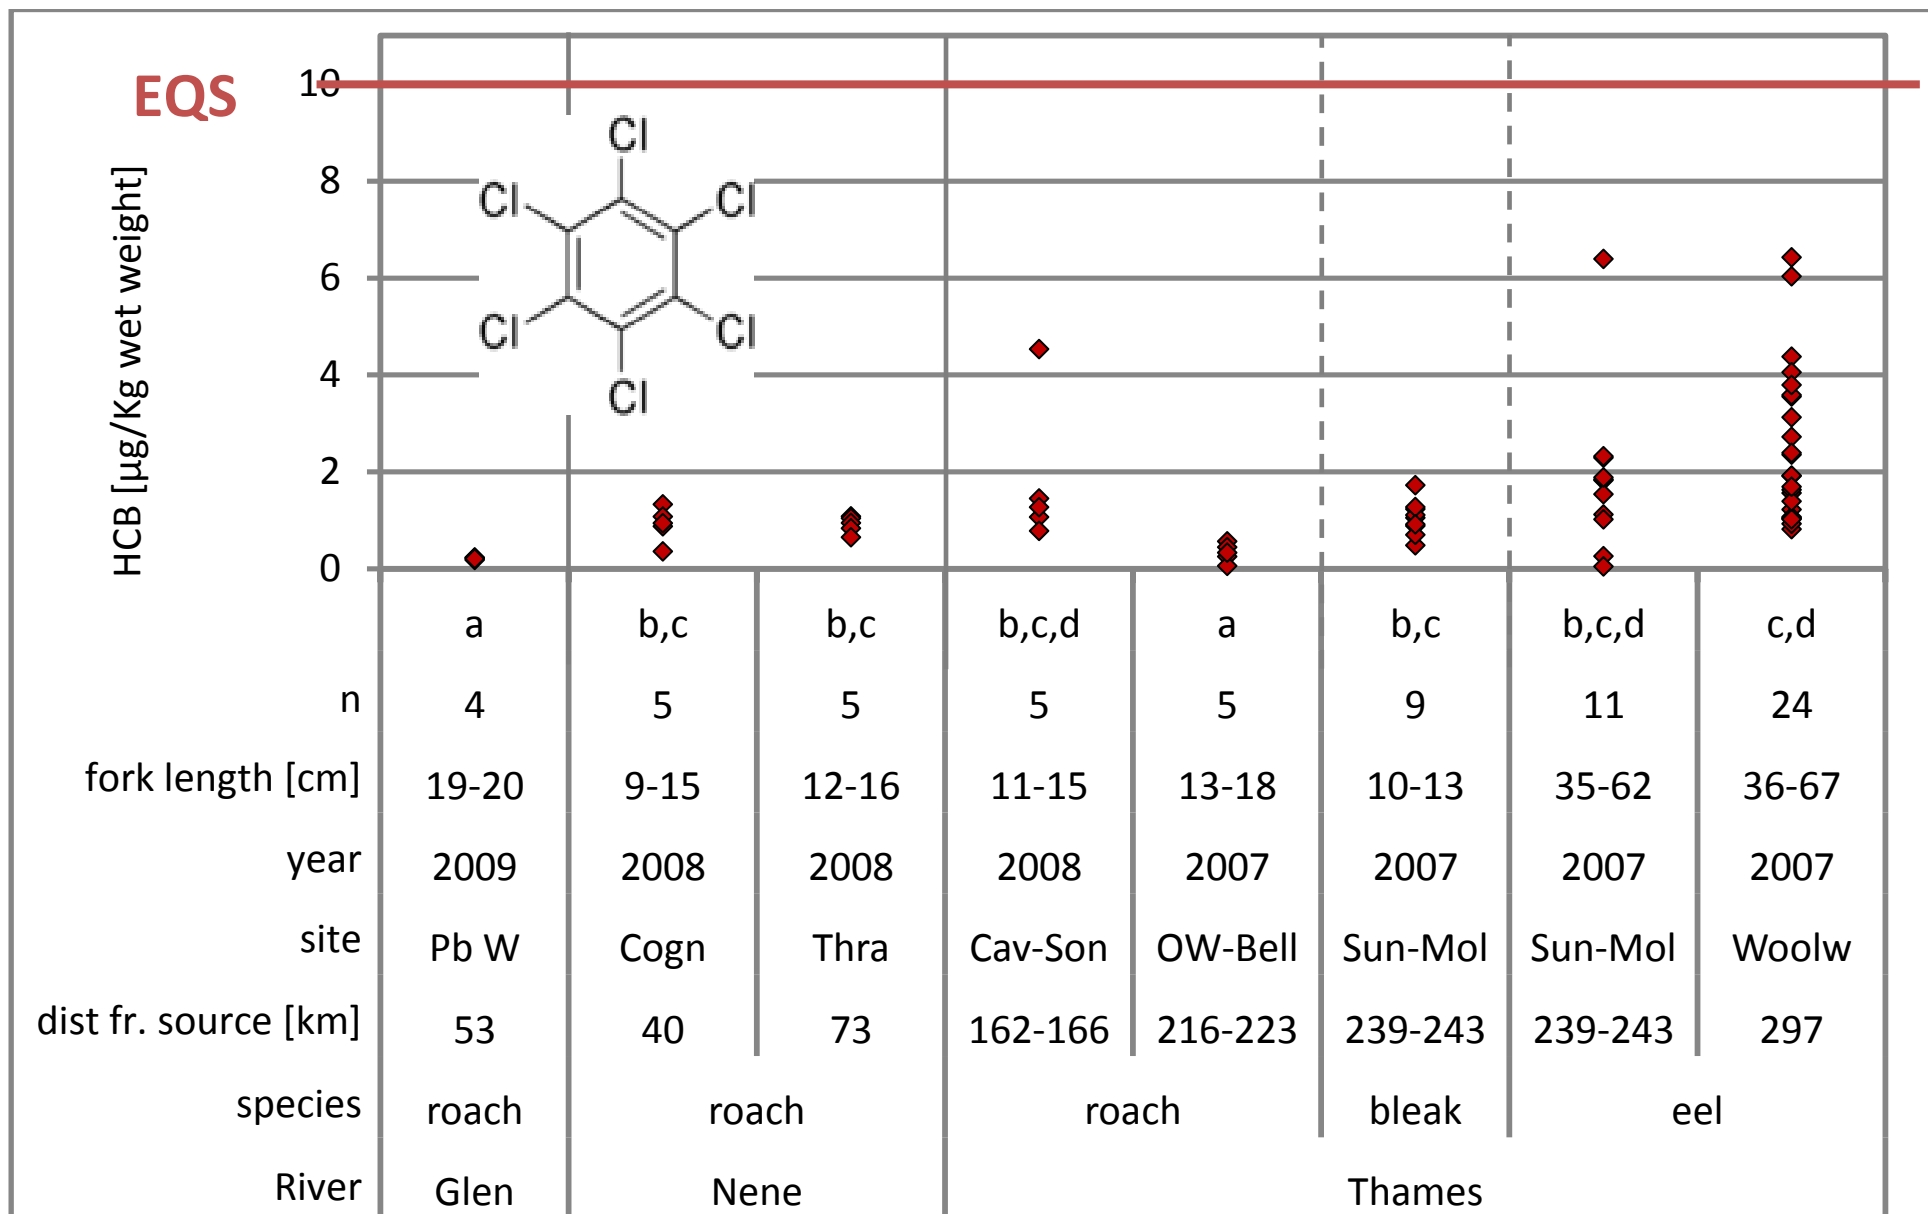 EQS
HCB [µg/Kg wet weight]
10
8
6
4
2
0
Cl
Cl Cl
Cl Cl
Cl
a b,c b,c b,c,d a b,c b,c,d c,d
n 4 5 5 5 5 9 11 24
fork length [cm] 19-20 9-15 12-16 11-15 13-18 10-13 35-62 36-67
year 2009 2008 2008 2008 2007 2007 2007 2007
site Pb W Cogn Thra Cav-Son OW-Bell Sun-Mol Sun-Mol Woolw
dist fr. source [km] 53 40 73 162-166 216-223 239-243 239-243 297
species roach roach roach bleak eel
River Glen Nene Thames